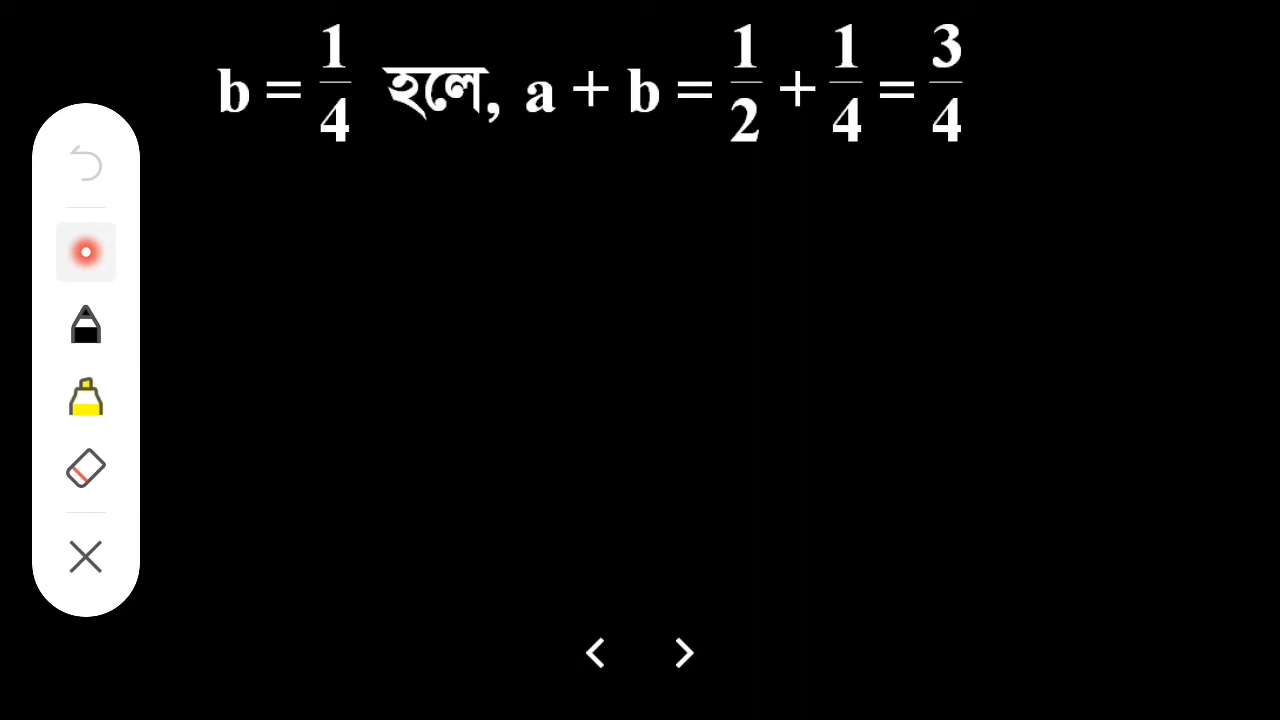 b = 1/4 হলে, a + b = 1/2 + 1/4 = 3/4